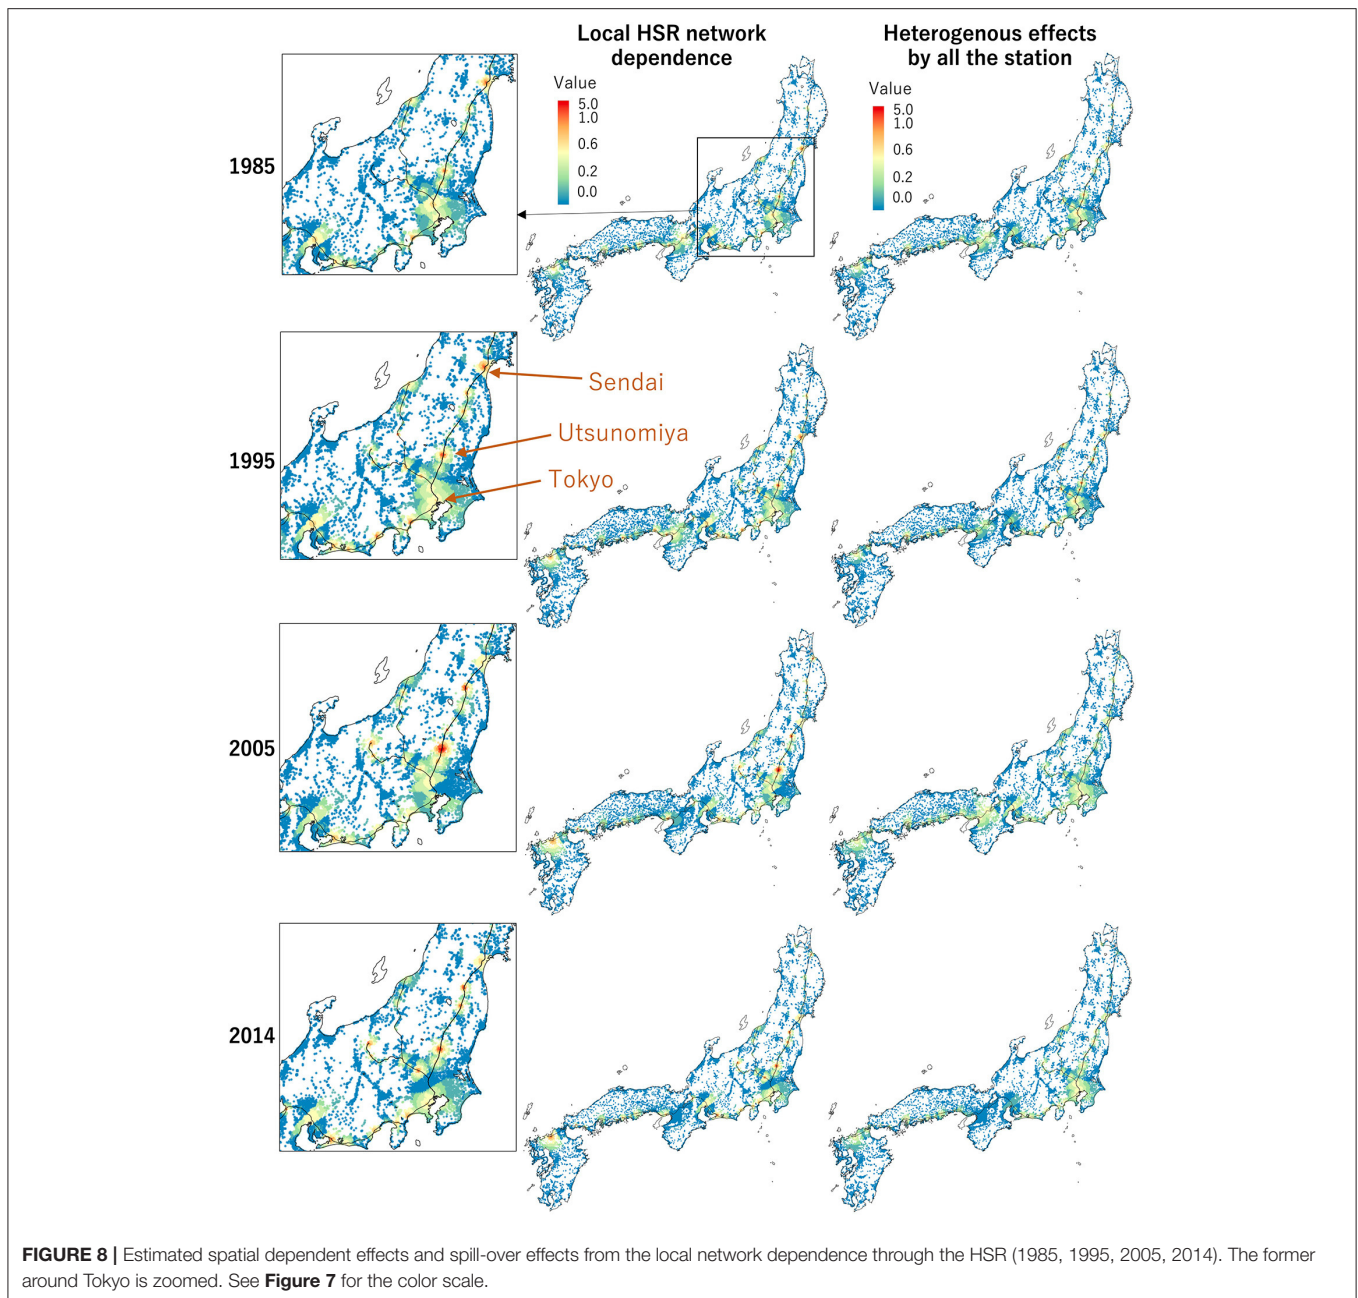 Local HSR network
dependence
Heterogenous effects
by all the station
Value
5.0
1.0
0.6
0.2
0.0
Value
5.0
1.0
0.6
0.2
0.0
1985
Sendai
Utsunomiya
Tokyo
1995
2005
2014
FIGURE 8 | Estimated spatial dependent effects and spill-over effects from the local network dependence through the HSR (1985, 1995, 2005, 2014). The former
around Tokyo is zoomed. See Figure 7 for the color scale.